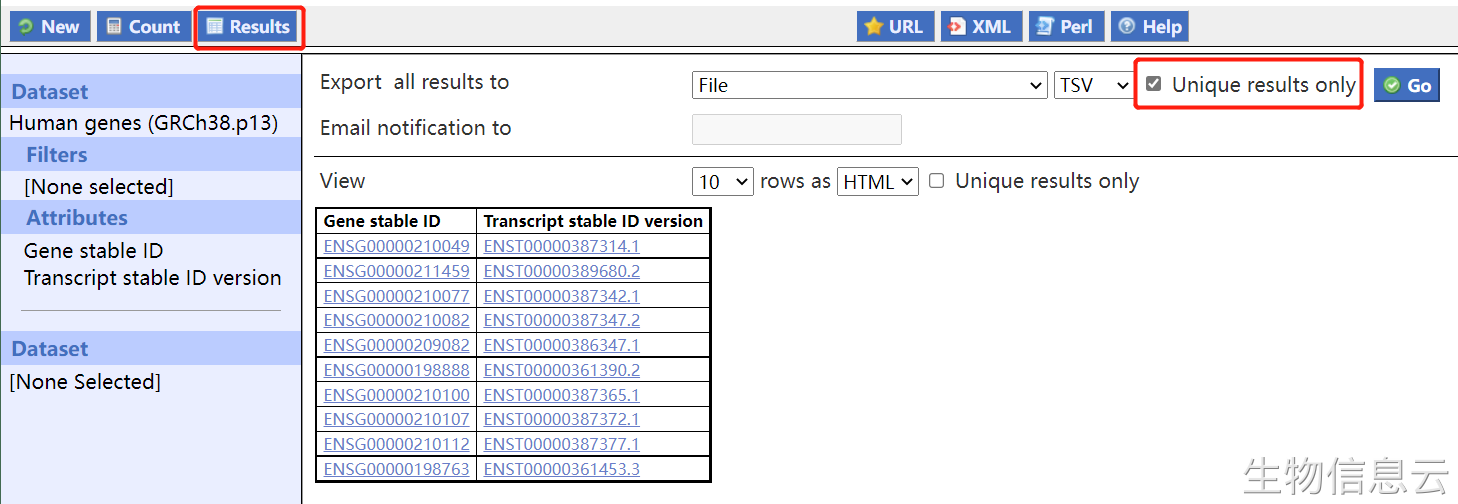 New Count Results URL XML Perl Help
Dataset
Human genes (GRCh38.p13)
Filters
[None selected]
Attributes
Gene stable ID
Transcript stable ID version
Dataset
[None Selected]
Export all results to File TSV Unique results only Go
Email notification to
View 10 rows as HTML Unique results only
Gene stable ID Transcript stable ID version
ENSG00000210049 ENST00000387314.1
ENSG00000211459 ENST00000389680.2
ENSG00000210077 ENST00000387342.1
ENSG00000210082 ENST00000387347.2
ENSG00000209082 ENST00000386347.1
ENSG00000198888 ENST00000361390.2
ENSG00000210100 ENST00000387365.1
ENSG00000210107 ENST00000387372.1
ENSG00000210112 ENST00000387377.1
ENSG00000198763 ENST00000361453.3
生物信息云